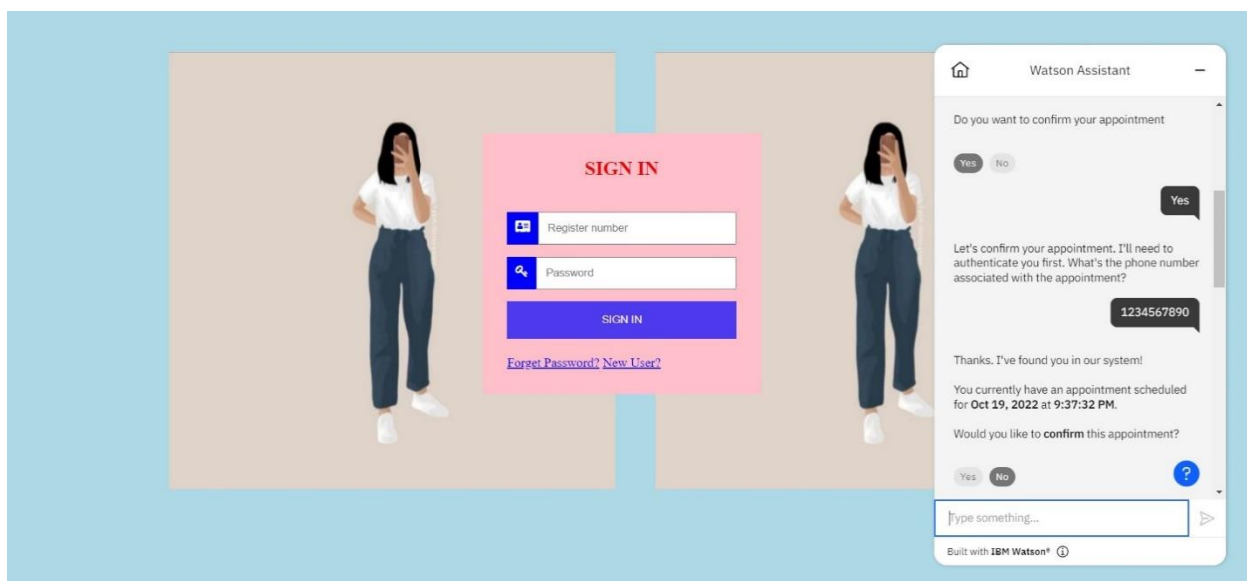 SIGN IN
Register number
Password
SIGN IN
Forget Password? New User?
Watson Assistant
Do you want to confirm your appointment
Yes No
Yes
Let's confirm your appointment. I'll need to
authenticate you first. What's the phone number
associated with the appointment?
1234567890
Thanks. I've found you in our system!
You currently have an appointment scheduled
for Oct 19, 2022 at 9:37:32 PM.
Would you like to confirm this appointment?
Yes No
?
Type something...
Built with IBM Watson®